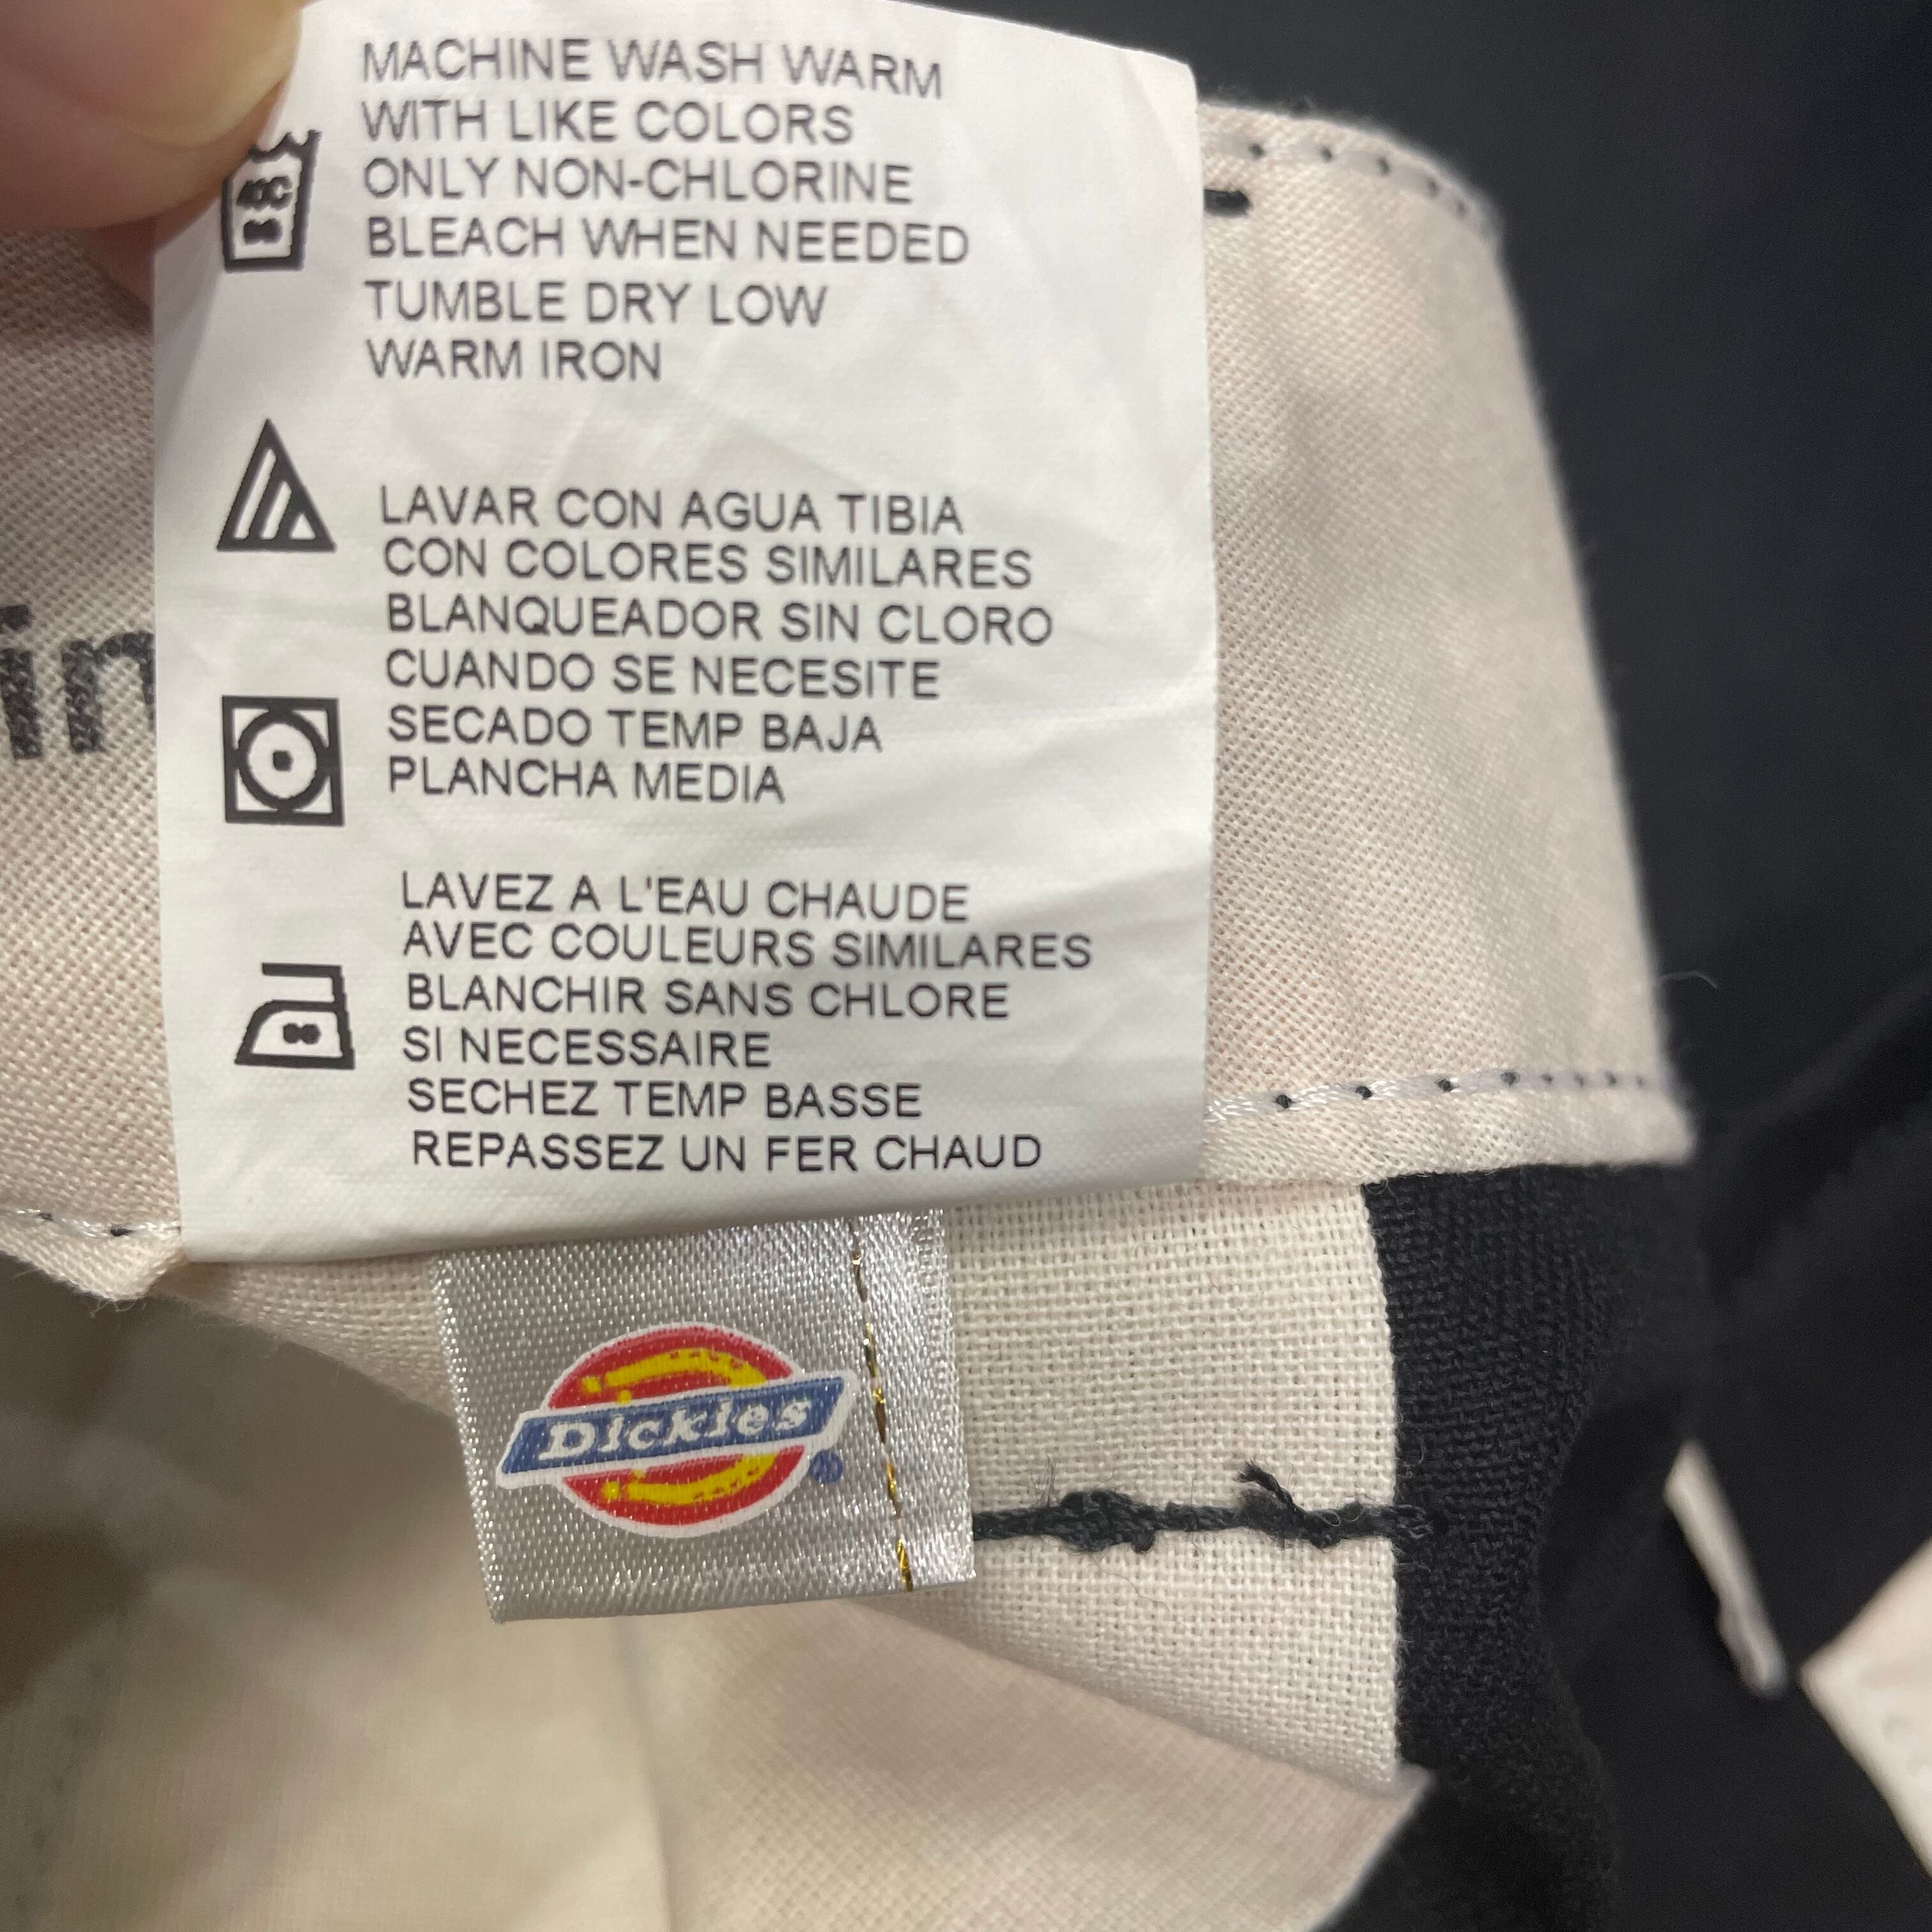 MACHINE WASH WARM
WITH LIKE COLORS
ONLY NON-CHLORINE
BLEACH WHEN NEEDED
TUMBLE DRY LOW
WARM IRON
40C
LAVAR CON AGUA TIBIA
CON COLORES SIMILARES
BLANQUEADOR SIN CLORO
CUANDO SE NECESITE
SECADO TEMP BAJA
PLANCHA MEDIA
in
LAVEZ A L'EAU CHAUDE
AVEC COULEURS SIMILARES
BLANCHIR SANS CHLORE
SI NECESSAIRE
SECHEZ TEMP BASSE
REPASSEZ UN FER CHAUD
Dickies